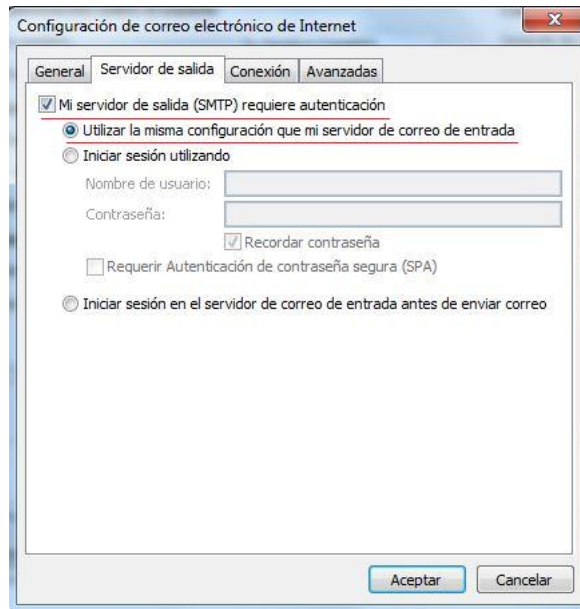 Configuración de correo electrónico de Internet
General Servidor de salida Conexión Avanzadas
Mi servidor de salida (SMTP) requiere autenticación
Utilizar la misma configuración que mi servidor de correo de entrada
Iniciar sesión utilizando
Nombre de usuario:
Contraseña:
Recordar contraseña
Requerir Autenticación de contraseña segura (SPA)
Iniciar sesión en el servidor de correo de entrada antes de enviar correo
Aceptar Cancelar